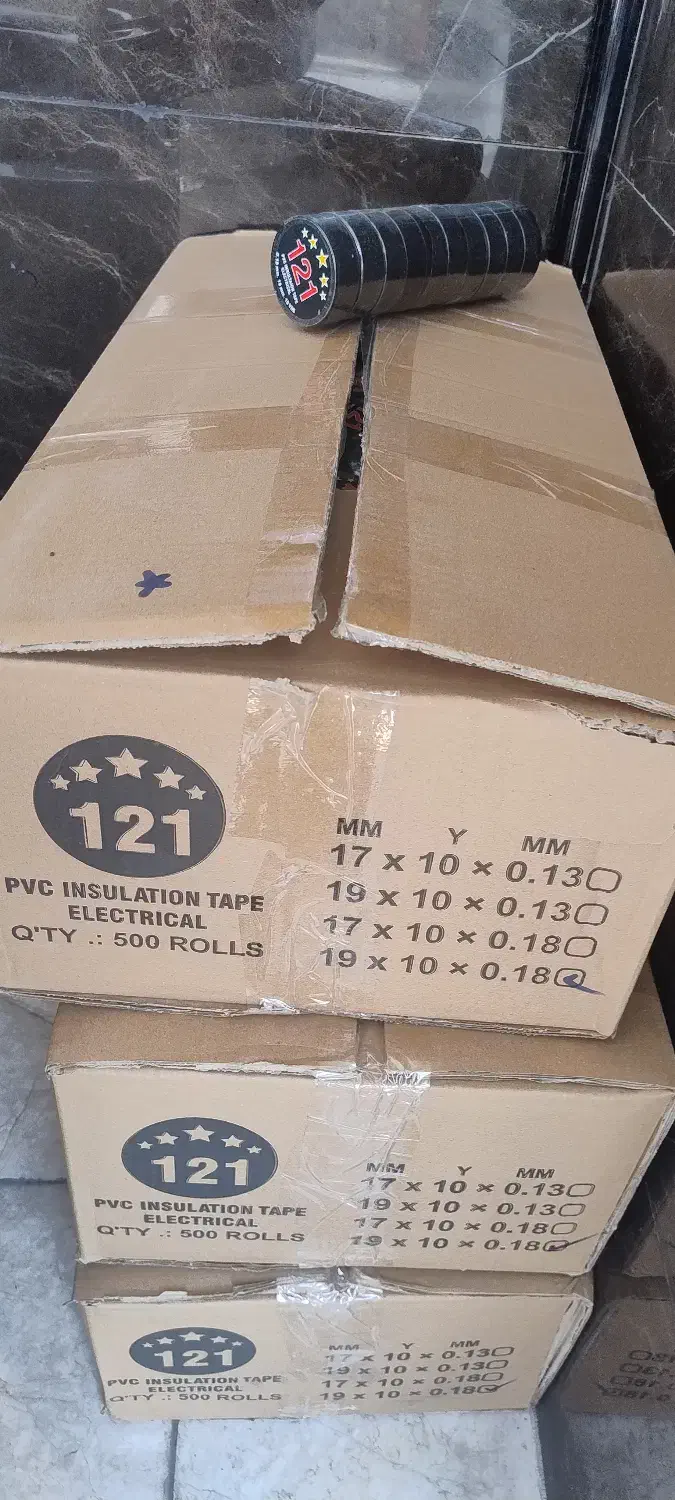 121
PVC INSULATION TAPE
ELECTRICAL
121
PVC INSULATION TAPE
ELECTRICAL
Q'TY .: 500 ROLLS
MM Y MM
17 x 10 x 0.13
19 x 10 x 0.13
17 x 10 x 0.18
19 x 10 x 0.18
121
PVC INSULATION TAPE
ELECTRICAL
Q'TY .: 500 ROLLS
MM Y MM
17 x 10 x 0.13
19 x 10 x 0.13
17 x 10 x 0.18
19 x 10 x 0.18
121
PVC INSULATION TAPE
ELECTRICAL
Q'TY .: 500 ROLLS
MM Y MM
17 x 10 x 0.13
19 x 10 x 0.13
17 x 10 x 0.18
19 x 10 x 0.18